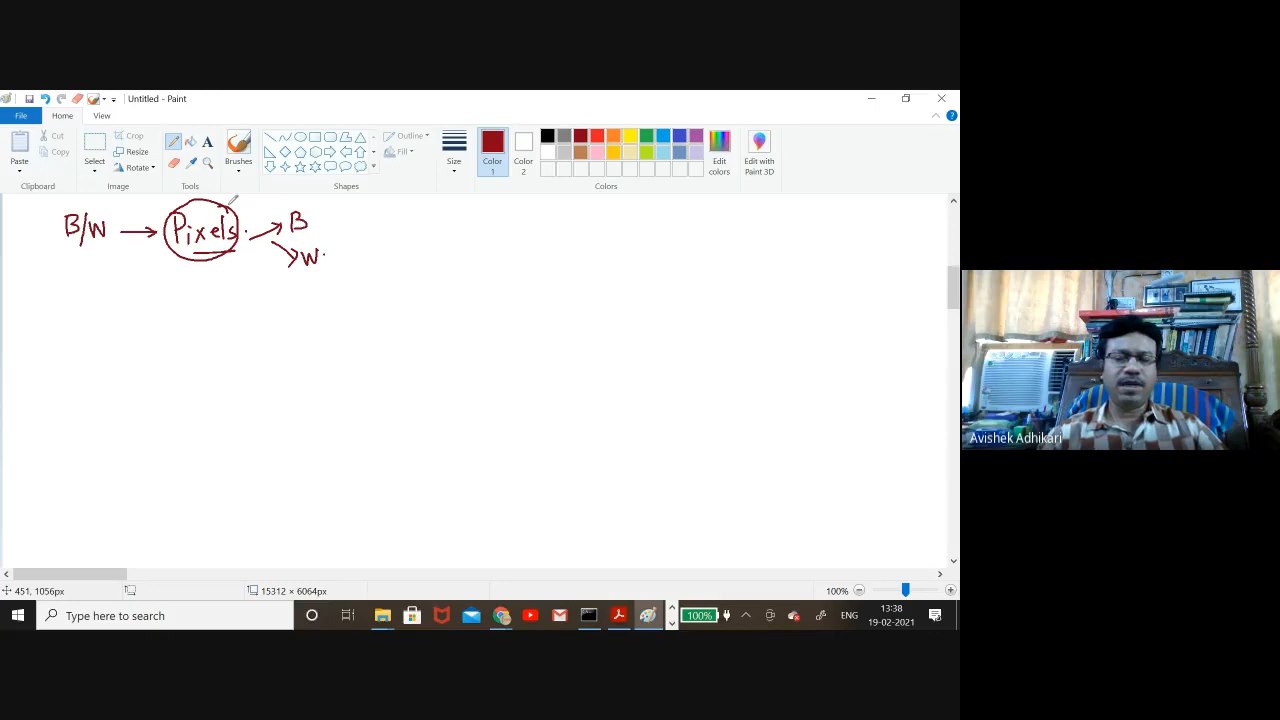 Untitled - Paint
File Home View
Paste
Cut
Copy
Clipboard
Select
Crop
Resize
Rotate
Image
Tools
Brushes
Outline
Fill
Shapes
Size
Color 1
Color 2
Edit colors
Colors
Edit with Paint 3D
B/W → Pixels. → B
→ W.
Avishek Adhikari
451, 1056px
15312 × 6064px
100%
Type here to search
100%
ENG
13:38
19-02-2021